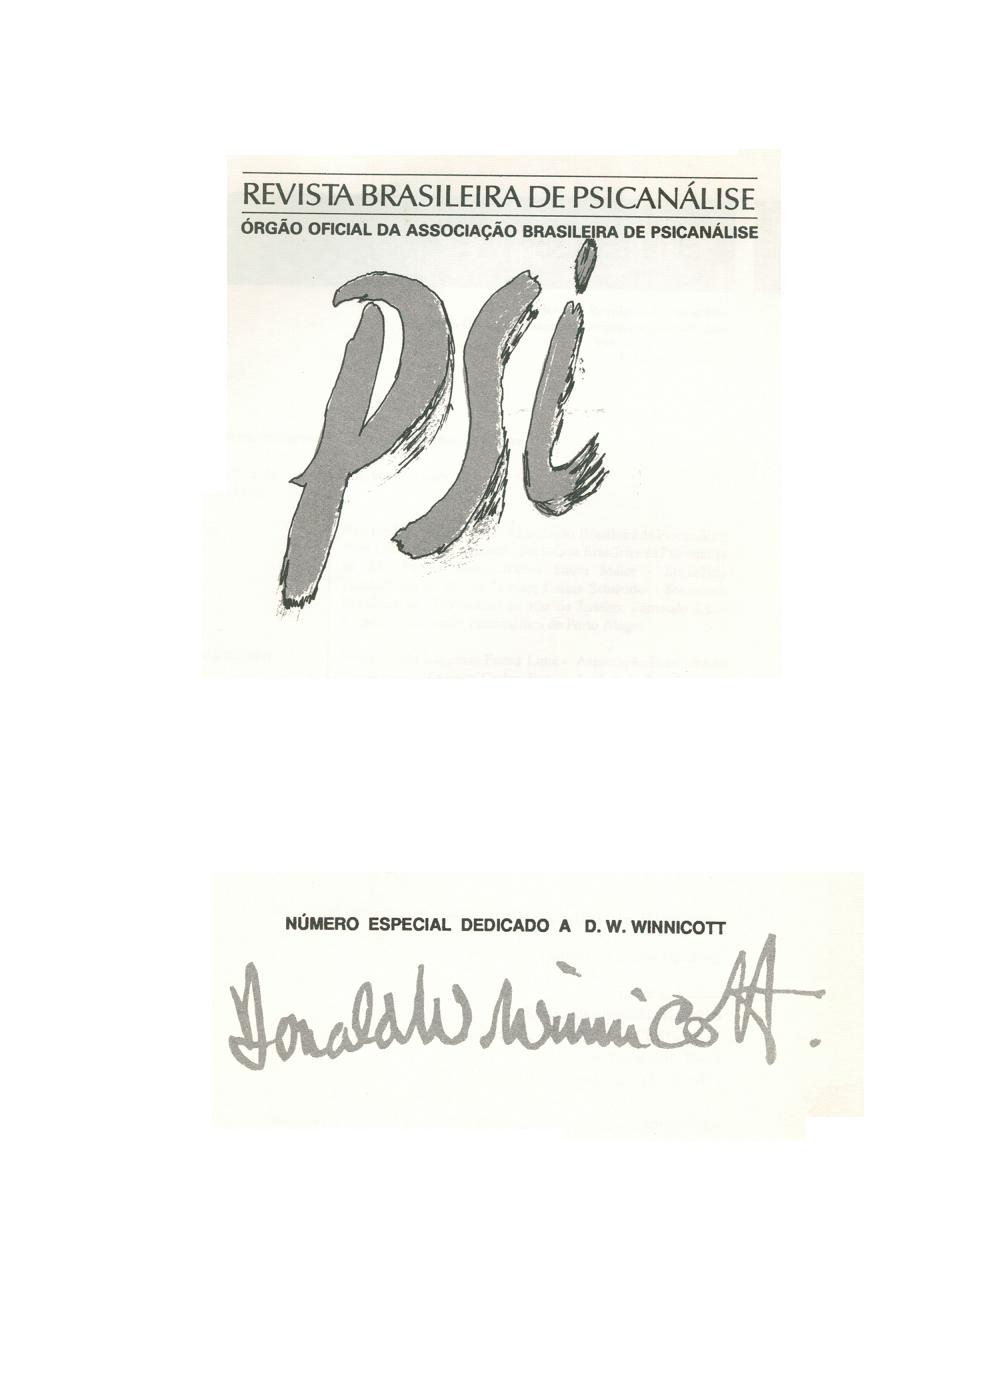 REVISTA BRASILEIRA DE PSICANÁLISE
ÓRGÃO OFICIAL DA ASSOCIAÇÃO BRASILEIRA DE PSICANÁLISE
psi
NÚMERO ESPECIAL DEDICADO A D. W. WINNICOTT
Donald W Winnicott.